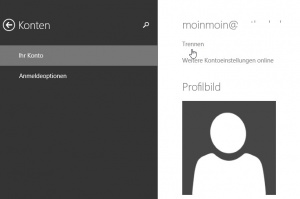 Konten
Ihr Konto
Anmeldeoptionen
moinmoin@
Trennen
Weitere Kontoeinstellungen online
Profilbild